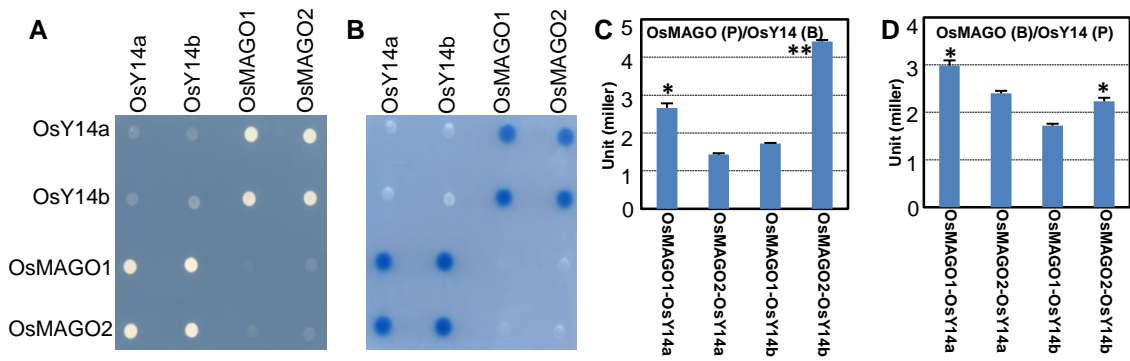 A
OsY14a
OsY14b
OsMAGO1
OsMAGO2
OsY14a
OsY14b
OsMAGO1
OsMAGO2
B
OsY14a
OsY14b
OsMAGO1
OsMAGO2
C
OsMAGO (P)/OsY14 (B)
Unit (miller)
5
4
3
2
1
0
*
**
OsMAGO1-OsY14a
OsMAGO2-OsY14a
OsMAGO1-OsY14b
OsMAGO2-OsY14b
D
OsMAGO (B)/OsY14 (P)
Unit (miller)
4
3
2
1
0
*
*
OsMAGO1-OsY14a
OsMAGO2-OsY14a
OsMAGO1-OsY14b
OsMAGO2-OsY14b